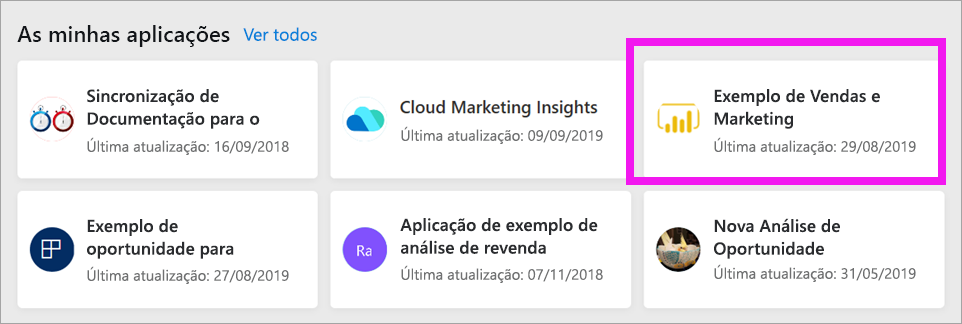 As minhas aplicações Ver todos
Sincronização de
Documentação para o
Última atualização: 16/09/2018
Cloud Marketing Insights
Última atualização: 09/09/2019
Exemplo de Vendas e
Marketing
Última atualização: 29/08/2019
Exemplo de
oportunidade para
Última atualização: 27/08/2019
Ra
Aplicação de exemplo de
análise de revenda
Última atualização: 07/11/2018
Nova Análise de
Oportunidade
Última atualização: 31/05/2019